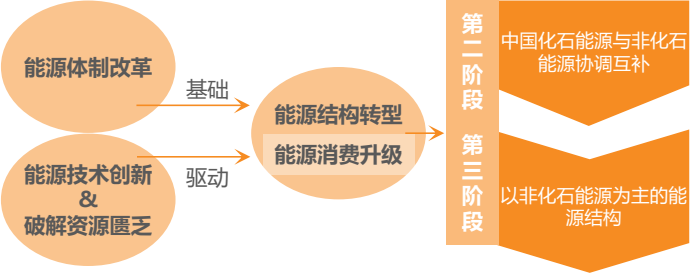 能源体制改革
基础
能源技术创新
&
破解资源匮乏
驱动
能源结构转型
能源消费升级
第二阶段
中国化石能源与非化石
能源协调互补
第三阶段
以非化石能源为主的能
源结构